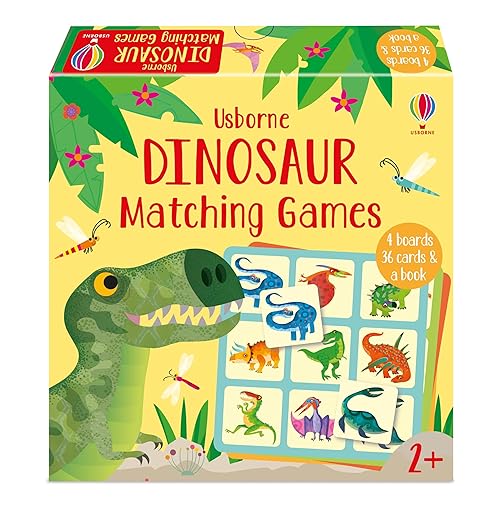 Usborne
DINOSAUR
Matching Games
USBORNE
4 boards
36 cards &
a book
USBORNE
Usborne
DINOSAUR
Matching Games
4 boards
36 cards &
a book
2+